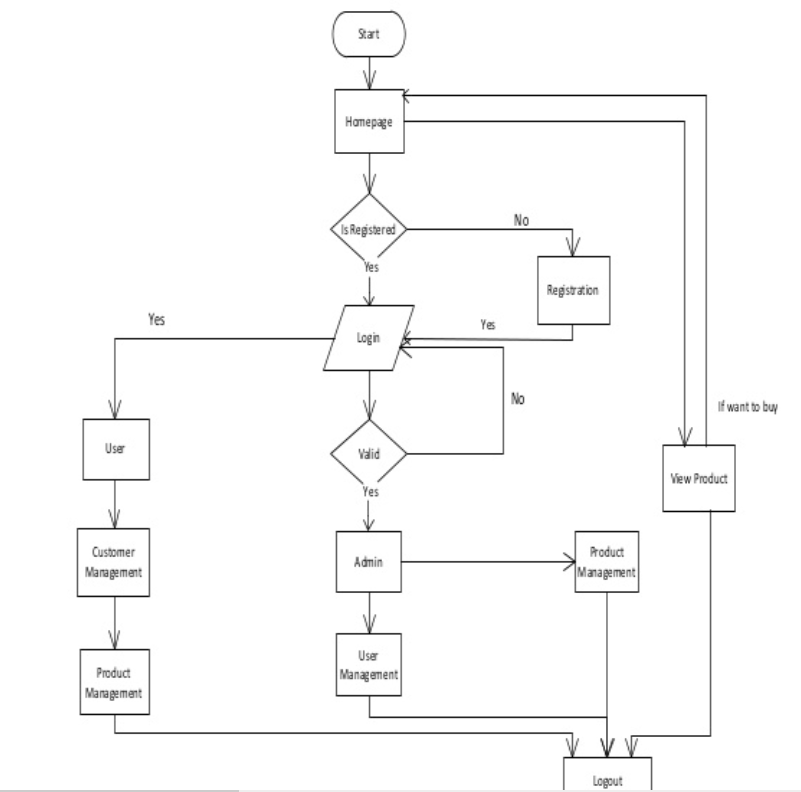 Start
Homepage
Is Registered
No
Yes
Registration
Yes
Login
Yes
No
If want to buy
User
Valid
View Product
Yes
Customer
Management
Admin
Product
Management
Product
Management
User
Management
Logout